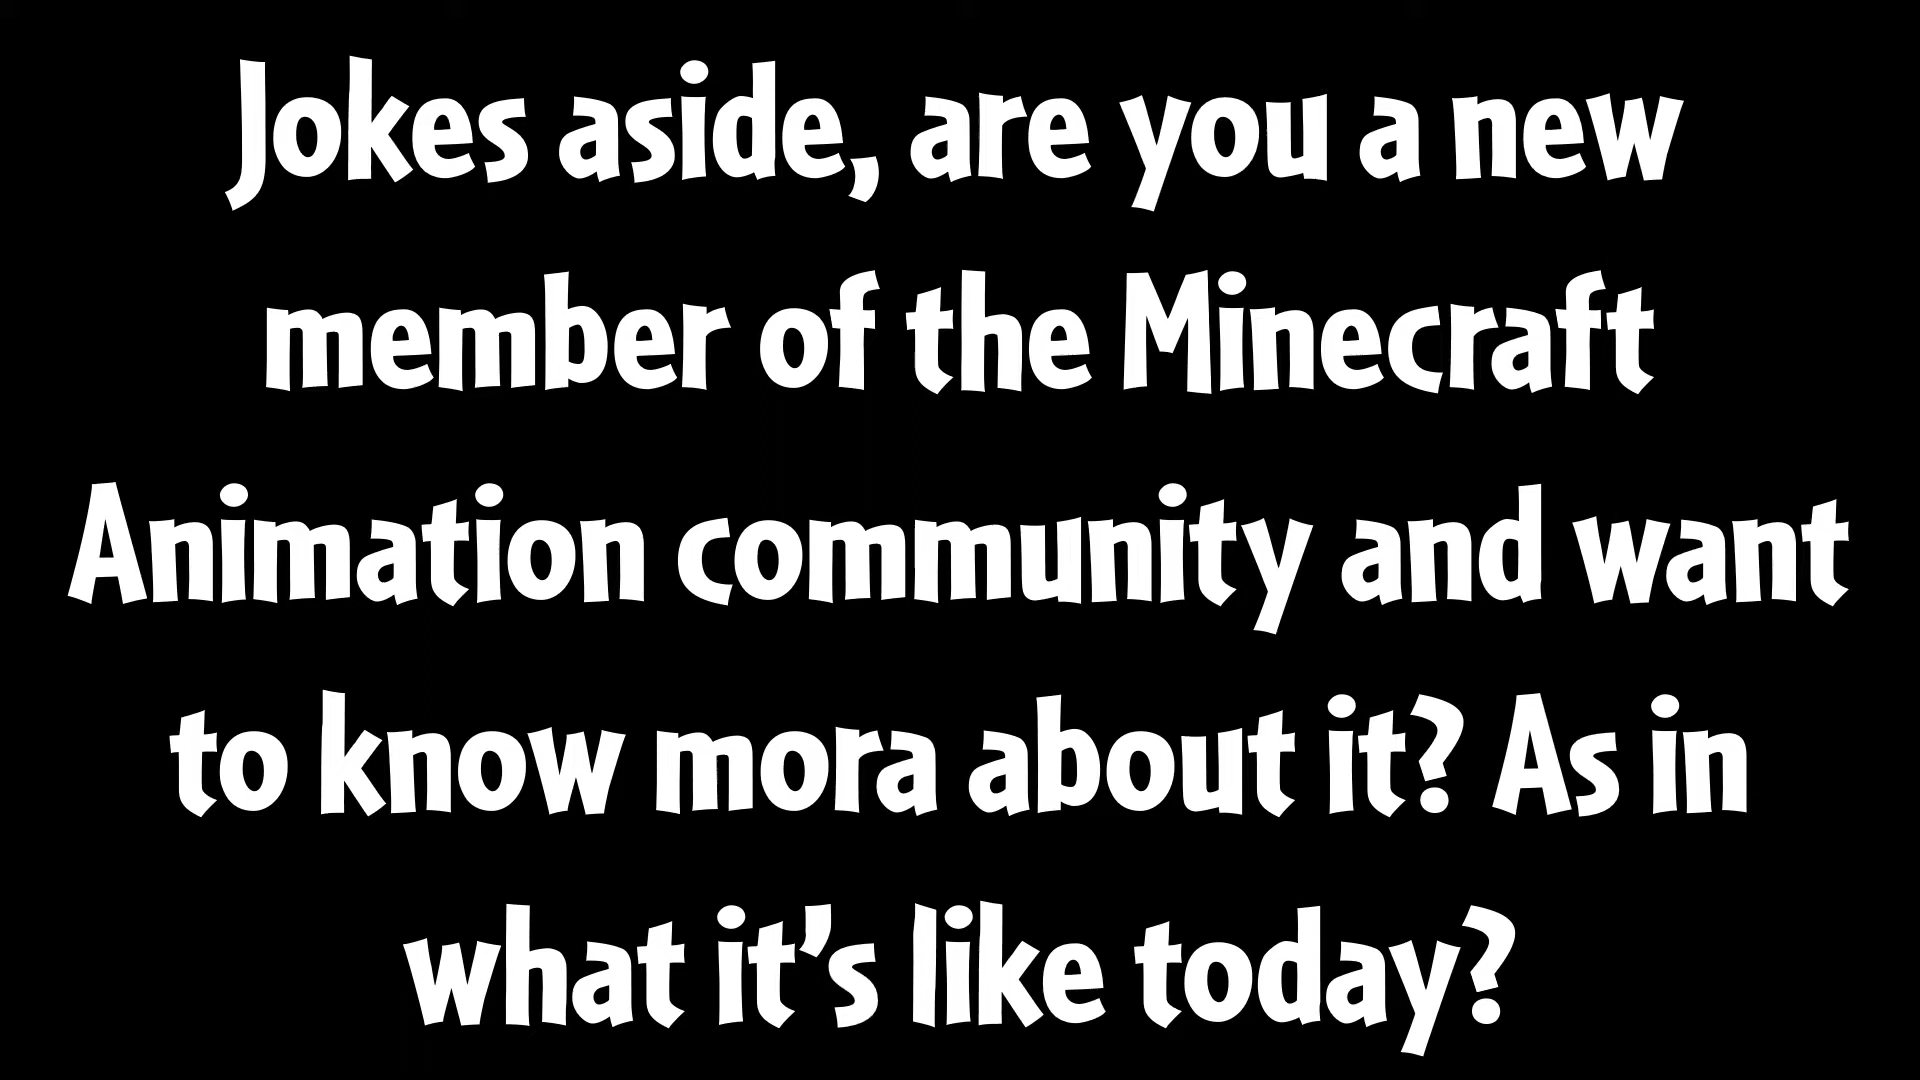 Jokes aside, are you a new
member of the Minecraft
Animation community and want
to know mora about it? As in
what it's like today?